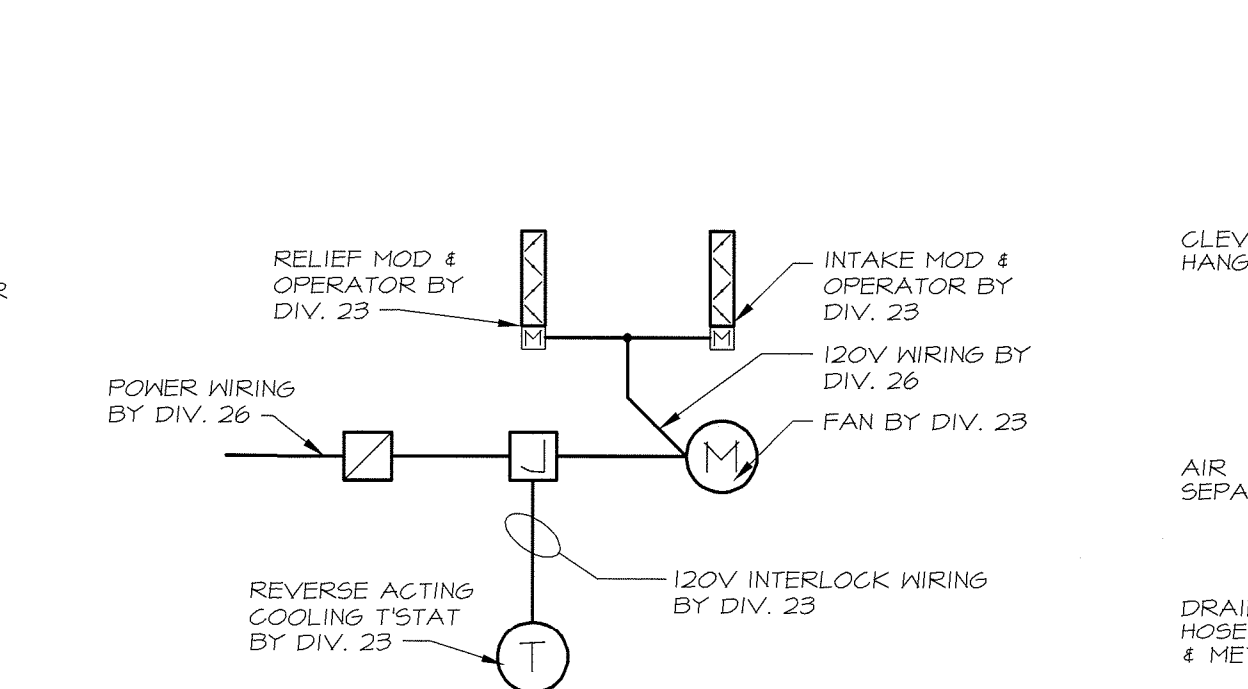 RELIEF MOD &
OPERATOR BY
DIV. 23
INTAKE MOD &
OPERATOR BY
DIV. 23
M
M
120V WIRING BY
DIV. 26
POWER WIRING
BY DIV. 26
FAN BY DIV. 23
J
M
120V INTERLOCK WIRING
BY DIV. 23
REVERSE ACTING
COOLING T'STAT
BY DIV. 23
T
R
CLEV
HANG
AIR
SEPA
DRAI
HOSE
& ME